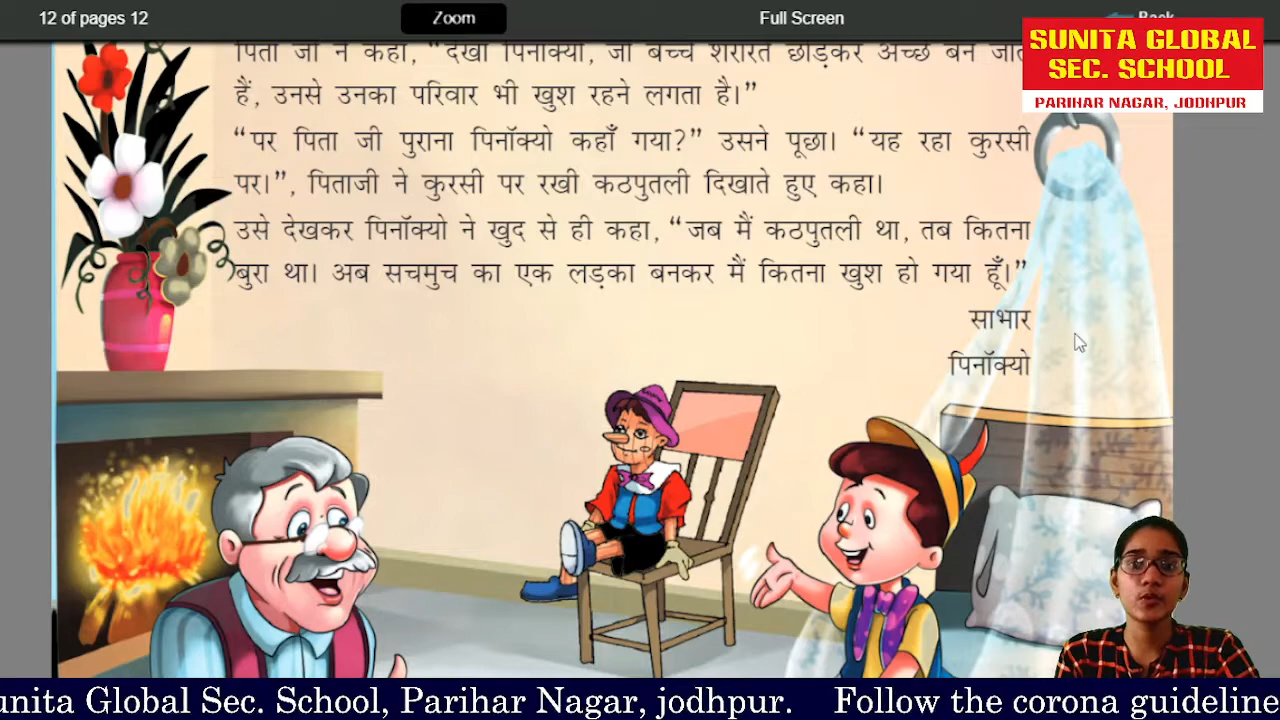 12 of pages 12
Zoom
Full Screen
Back
SUNITA GLOBAL
SEC. SCHOOL
PARIHAR NAGAR, JODHPUR
पिता जी ने कहा, “देखो पिनॉक्यो, जो बच्चे शरारत छोड़कर अच्छे बन जाते
हैं, उनसे उनका परिवार भी खुश रहने लगता है।”
“पर पिता जी पुराना पिनॉक्यो कहाँ गया?” उसने पूछा। “यह रहा कुरसी
पर।”, पिताजी ने कुरसी पर रखी कठपुतली दिखाते हुए कहा।
उसे देखकर पिनॉक्यो ने खुद से ही कहा, “जब मैं कठपुतली था, तब कितना
बुरा था। अब सचमुच का एक लड़का बनकर मैं कितना खुश हो गया हूँ।”
साभार
पिनॉक्यो
unita Global Sec. School, Parihar Nagar, jodhpur. Follow the corona guideline